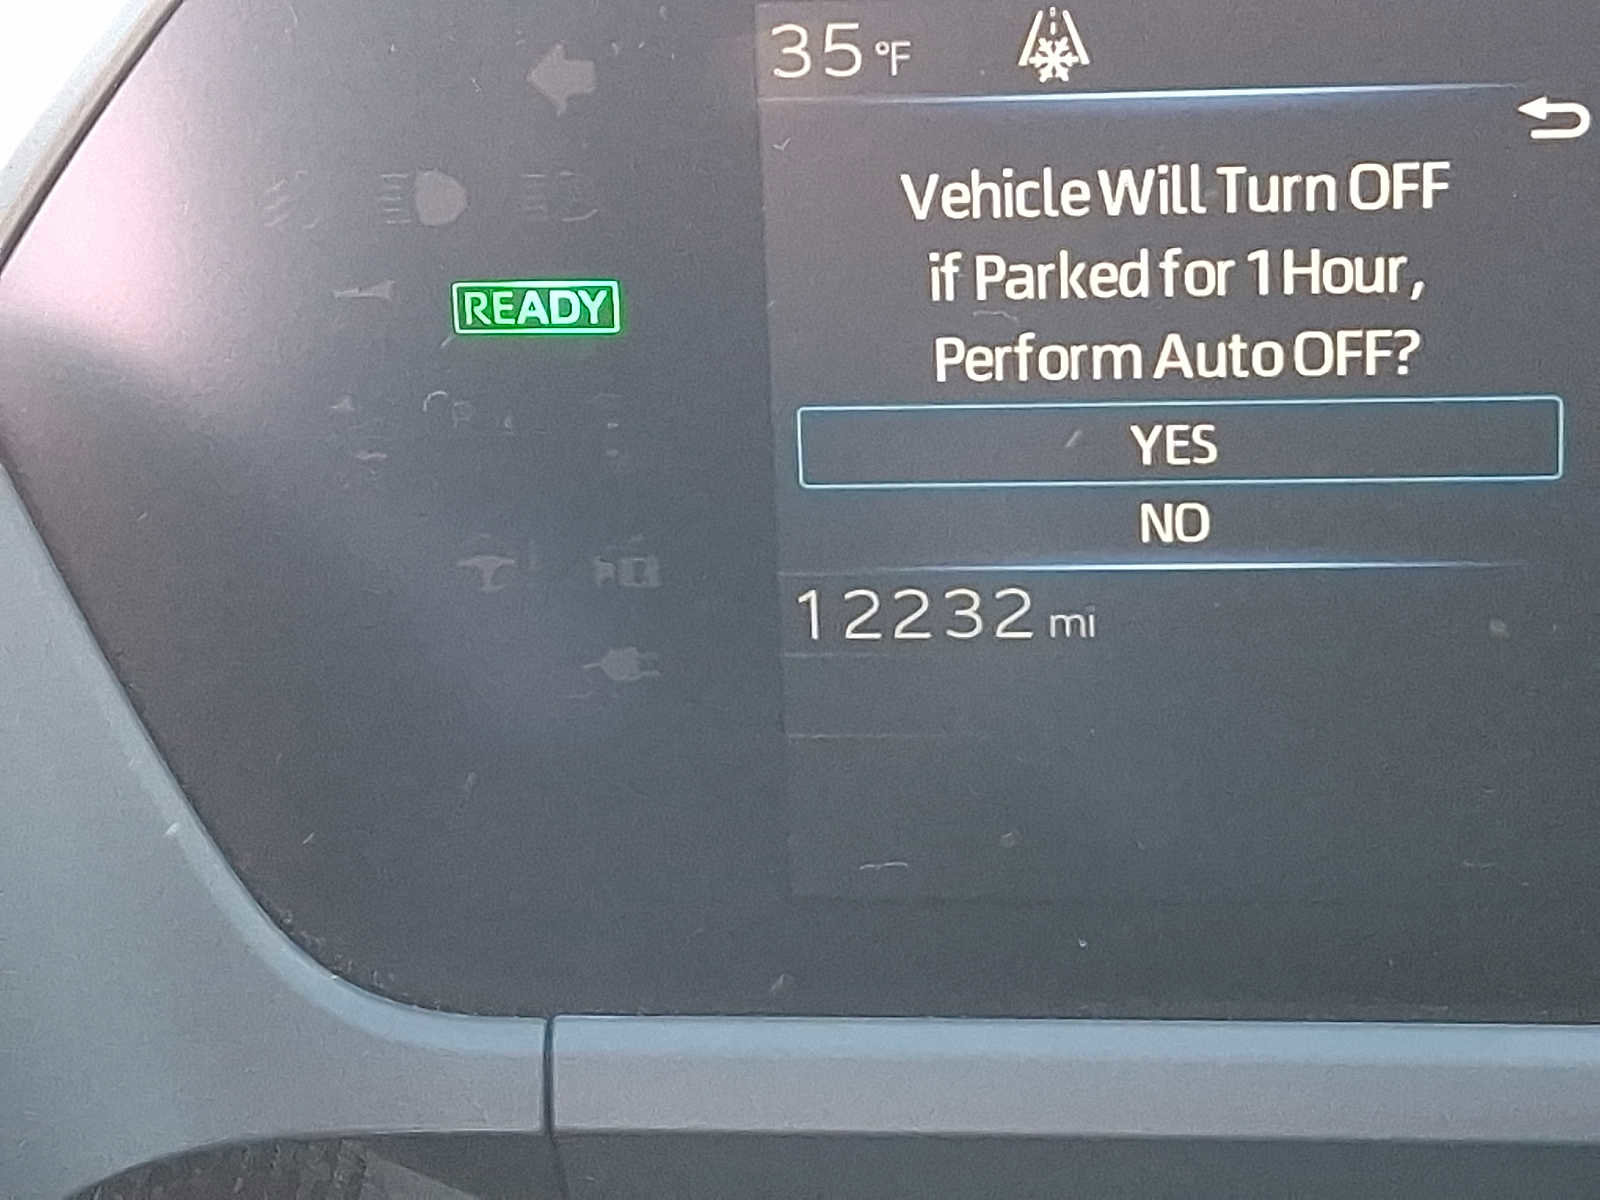 35 °F
Vehicle Will Turn OFF
if Parked for 1 Hour,
Perform Auto OFF?
READY
YES
NO
12232 mi